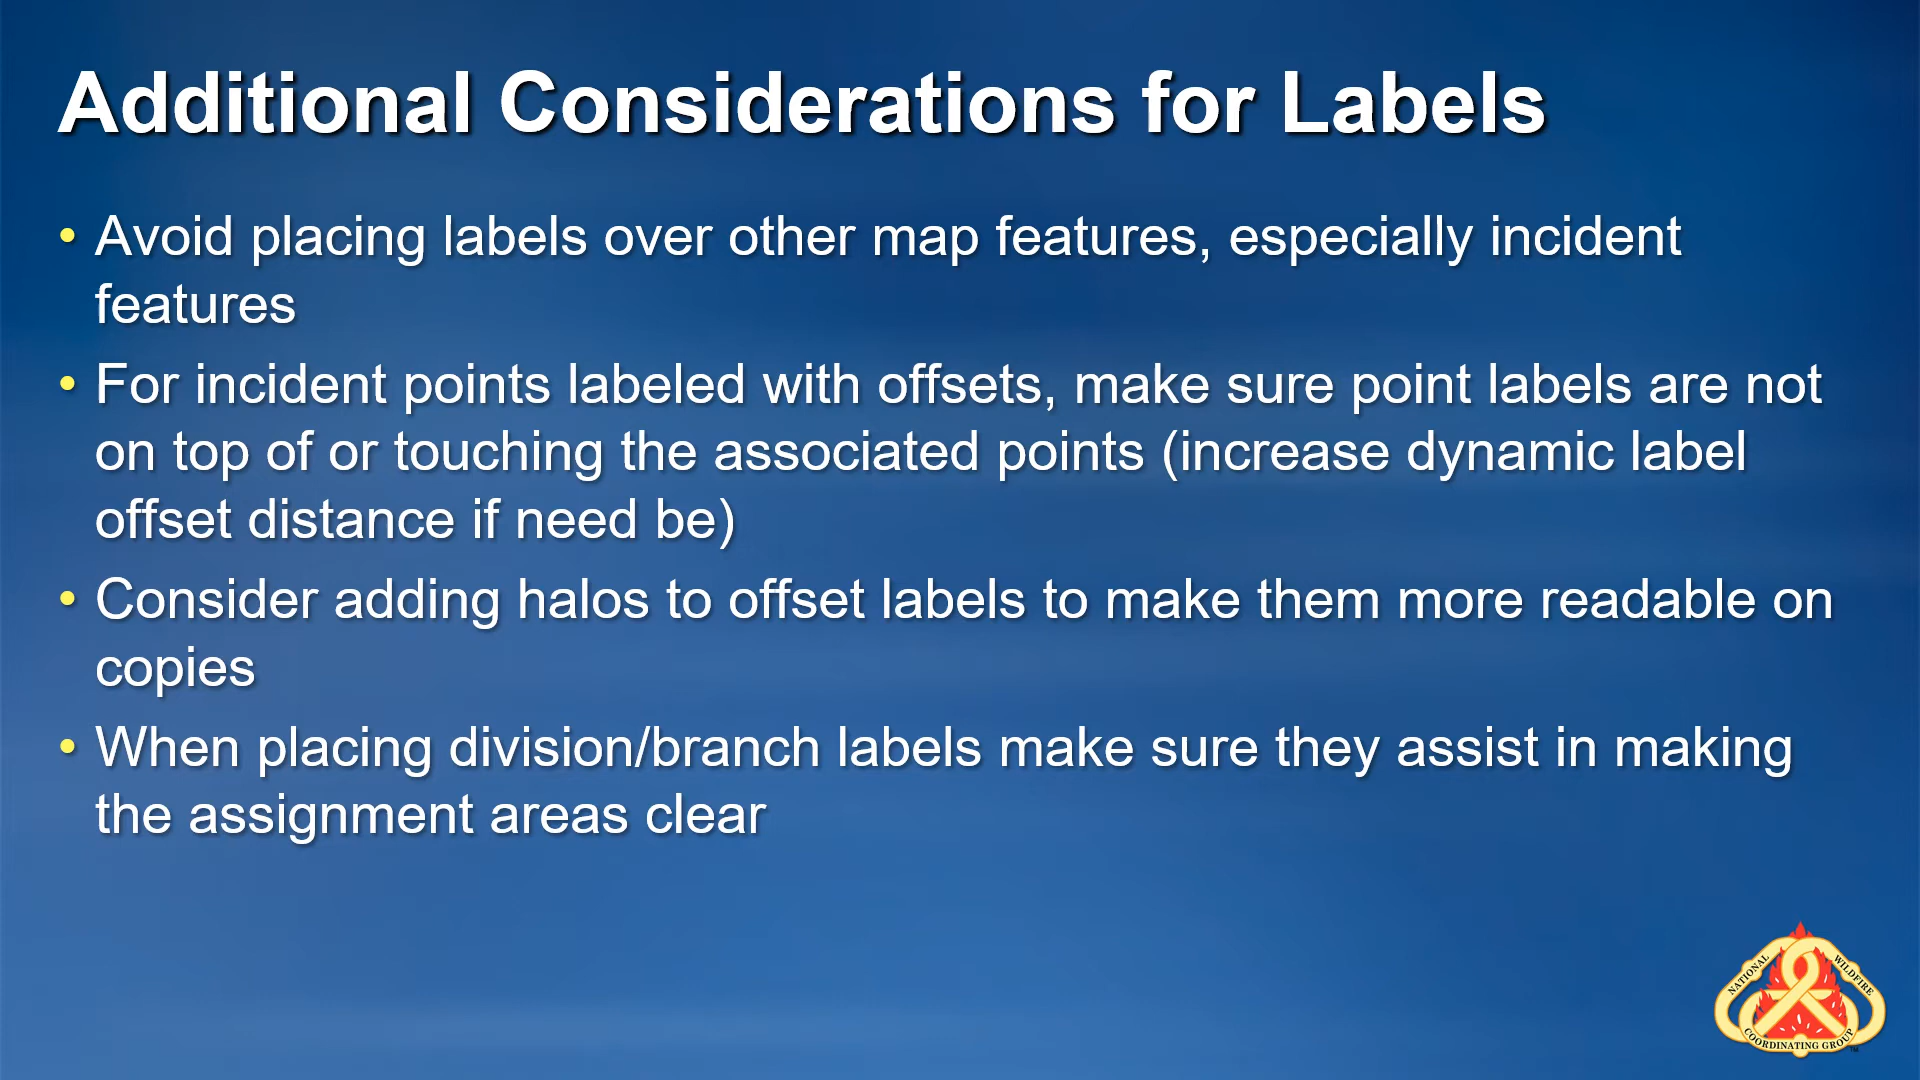 Additional Considerations for Labels
• Avoid placing labels over other map features, especially incident
features
• For incident points labeled with offsets, make sure point labels are not
on top of or touching the associated points (increase dynamic label
offset distance if need be)
• Consider adding halos to offset labels to make them more readable on
copies
• When placing division/branch labels make sure they assist in making
the assignment areas clear
NATIONAL WILDFIRE
COORDINATING GROUP
™